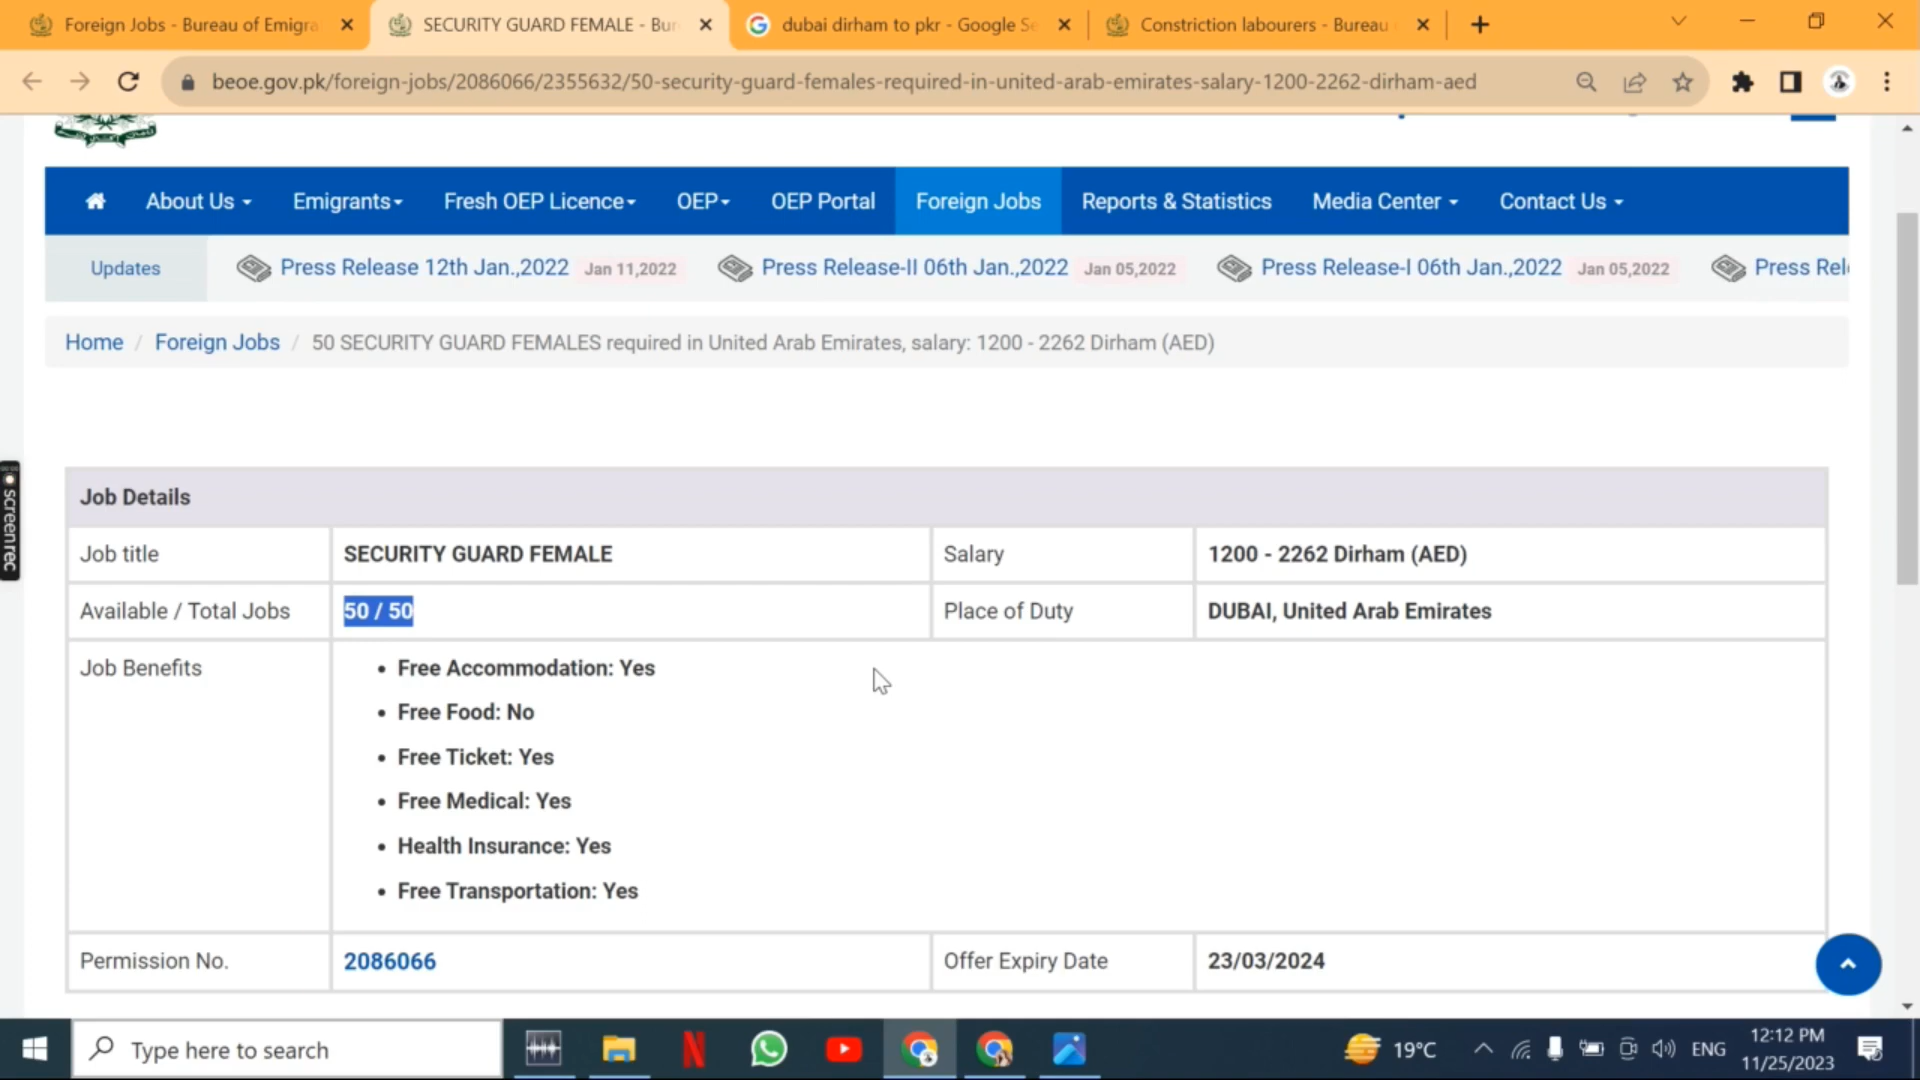 Foreign Jobs - Bureau of Emigra
SECURITY GUARD FEMALE - Bur
dubai dirham to pkr - Google Se
Constriction labourers - Bureau
beoe.gov.pk/foreign-jobs/2086066/2355632/50-security-guard-females-required-in-united-arab-emirates-salary-1200-2262-dirham-aed
About Us
Emigrants
Fresh OEP Licence
OEP
OEP Portal
Foreign Jobs
Reports & Statistics
Media Center
Contact Us
Updates
Press Release 12th Jan.,2022 Jan 11,2022
Press Release-II 06th Jan.,2022 Jan 05,2022
Press Release-I 06th Jan.,2022 Jan 05,2022
Press Rel
Home / Foreign Jobs / 50 SECURITY GUARD FEMALES required in United Arab Emirates, salary: 1200 - 2262 Dirham (AED)
screenrec
Job Details
Job title SECURITY GUARD FEMALE Salary 1200 - 2262 Dirham (AED)
Available / Total Jobs 50 / 50 Place of Duty DUBAI, United Arab Emirates
Job Benefits
• Free Accommodation: Yes
• Free Food: No
• Free Ticket: Yes
• Free Medical: Yes
• Health Insurance: Yes
• Free Transportation: Yes
Permission No. 2086066 Offer Expiry Date 23/03/2024
Type here to search
19°C
ENG
12:12 PM
11/25/2023